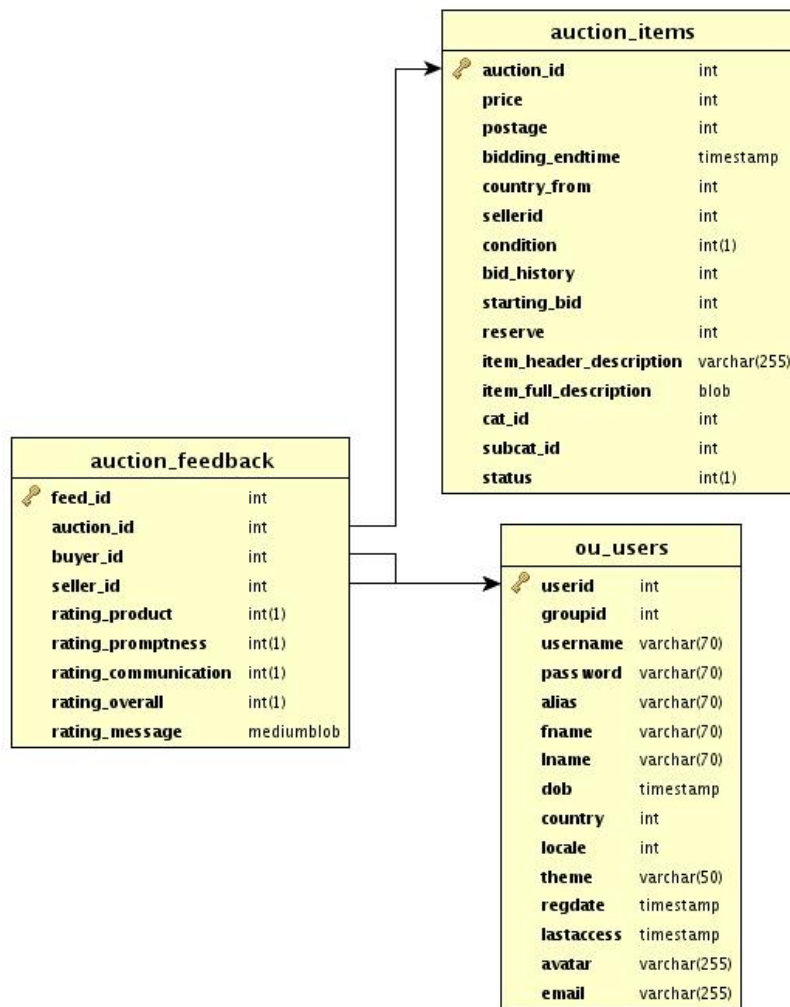 auction_items
auction_id int
price int
postage int
bidding_endtime timestamp
country_from int
sellerid int
condition int(1)
bid_history int
starting_bid int
reserve int
item_header_description varchar(255)
item_full_description blob
cat_id int
subcat_id int
status int(1)
auction_feedback
feed_id int
auction_id int
buyer_id int
seller_id int
rating_product int(1)
rating_promptness int(1)
rating_communication int(1)
rating_overall int(1)
rating_message mediumblob
ou_users
userid int
groupid int
username varchar(70)
password varchar(70)
alias varchar(70)
fname varchar(70)
lname varchar(70)
dob timestamp
country int
locale int
theme varchar(50)
regdate timestamp
lastaccess timestamp
avatar varchar(255)
email varchar(255)